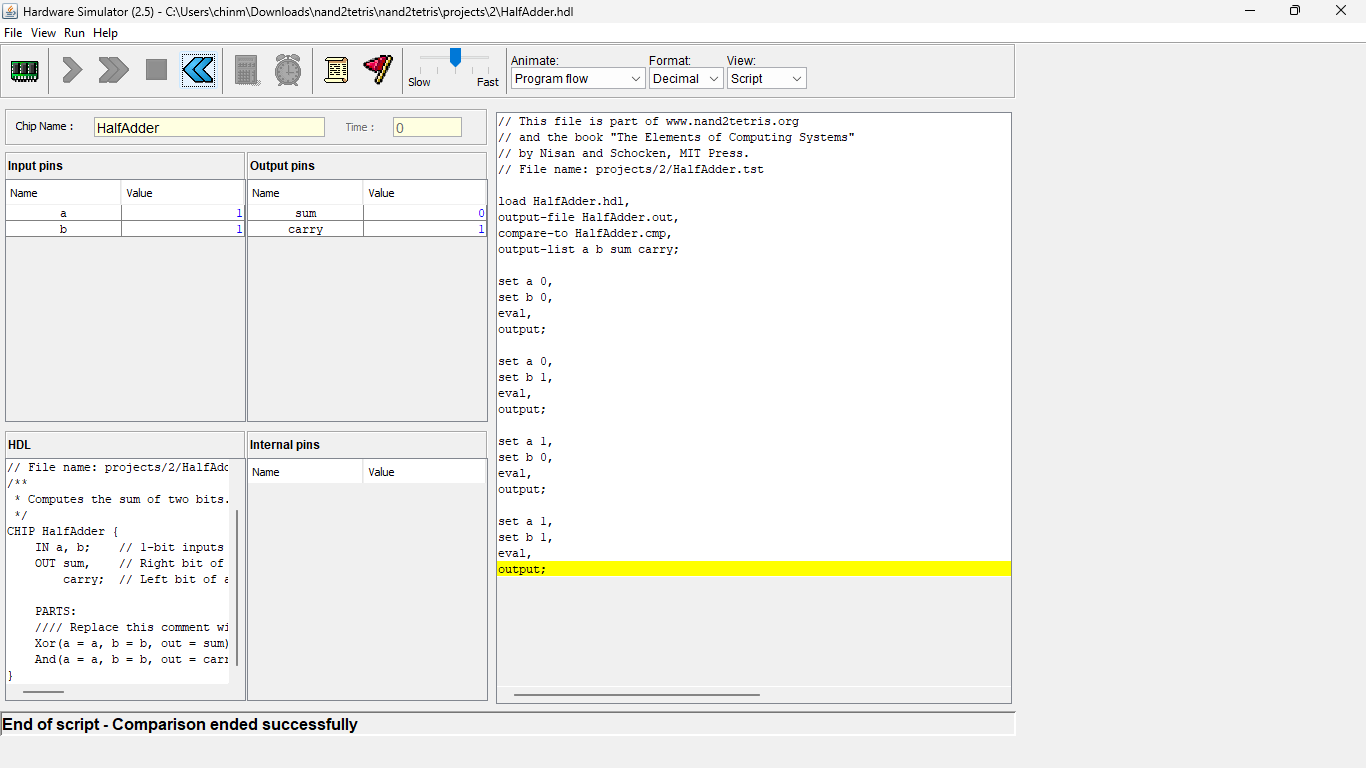 Hardware Simulator (2.5) - C:\Users\chinm\Downloads\nand2tetris\nand2tetris\projects\2\HalfAdder.hdl
File View Run Help
Slow Fast
Animate: Format: View:
Program flow Decimal Script
Chip Name : HalfAdder Time : 0
Input pins
Name Value
a 1
b 1
Output pins
Name Value
sum 0
carry 1
HDL
// File name: projects/2/HalfAdd
/**
* Computes the sum of two bits.
*/
CHIP HalfAdder {
IN a, b; // 1-bit inputs
OUT sum, // Right bit of
carry; // Left bit of a
PARTS:
//// Replace this comment wi
Xor(a = a, b = b, out = sum)
And(a = a, b = b, out = carr
}
Internal pins
Name Value
// This file is part of www.nand2tetris.org
// and the book "The Elements of Computing Systems"
// by Nisan and Schocken, MIT Press.
// File name: projects/2/HalfAdder.tst
load HalfAdder.hdl,
output-file HalfAdder.out,
compare-to HalfAdder.cmp,
output-list a b sum carry;
set a 0,
set b 0,
eval,
output;
set a 0,
set b 1,
eval,
output;
set a 1,
set b 0,
eval,
output;
set a 1,
set b 1,
eval,
output;
End of script - Comparison ended successfully